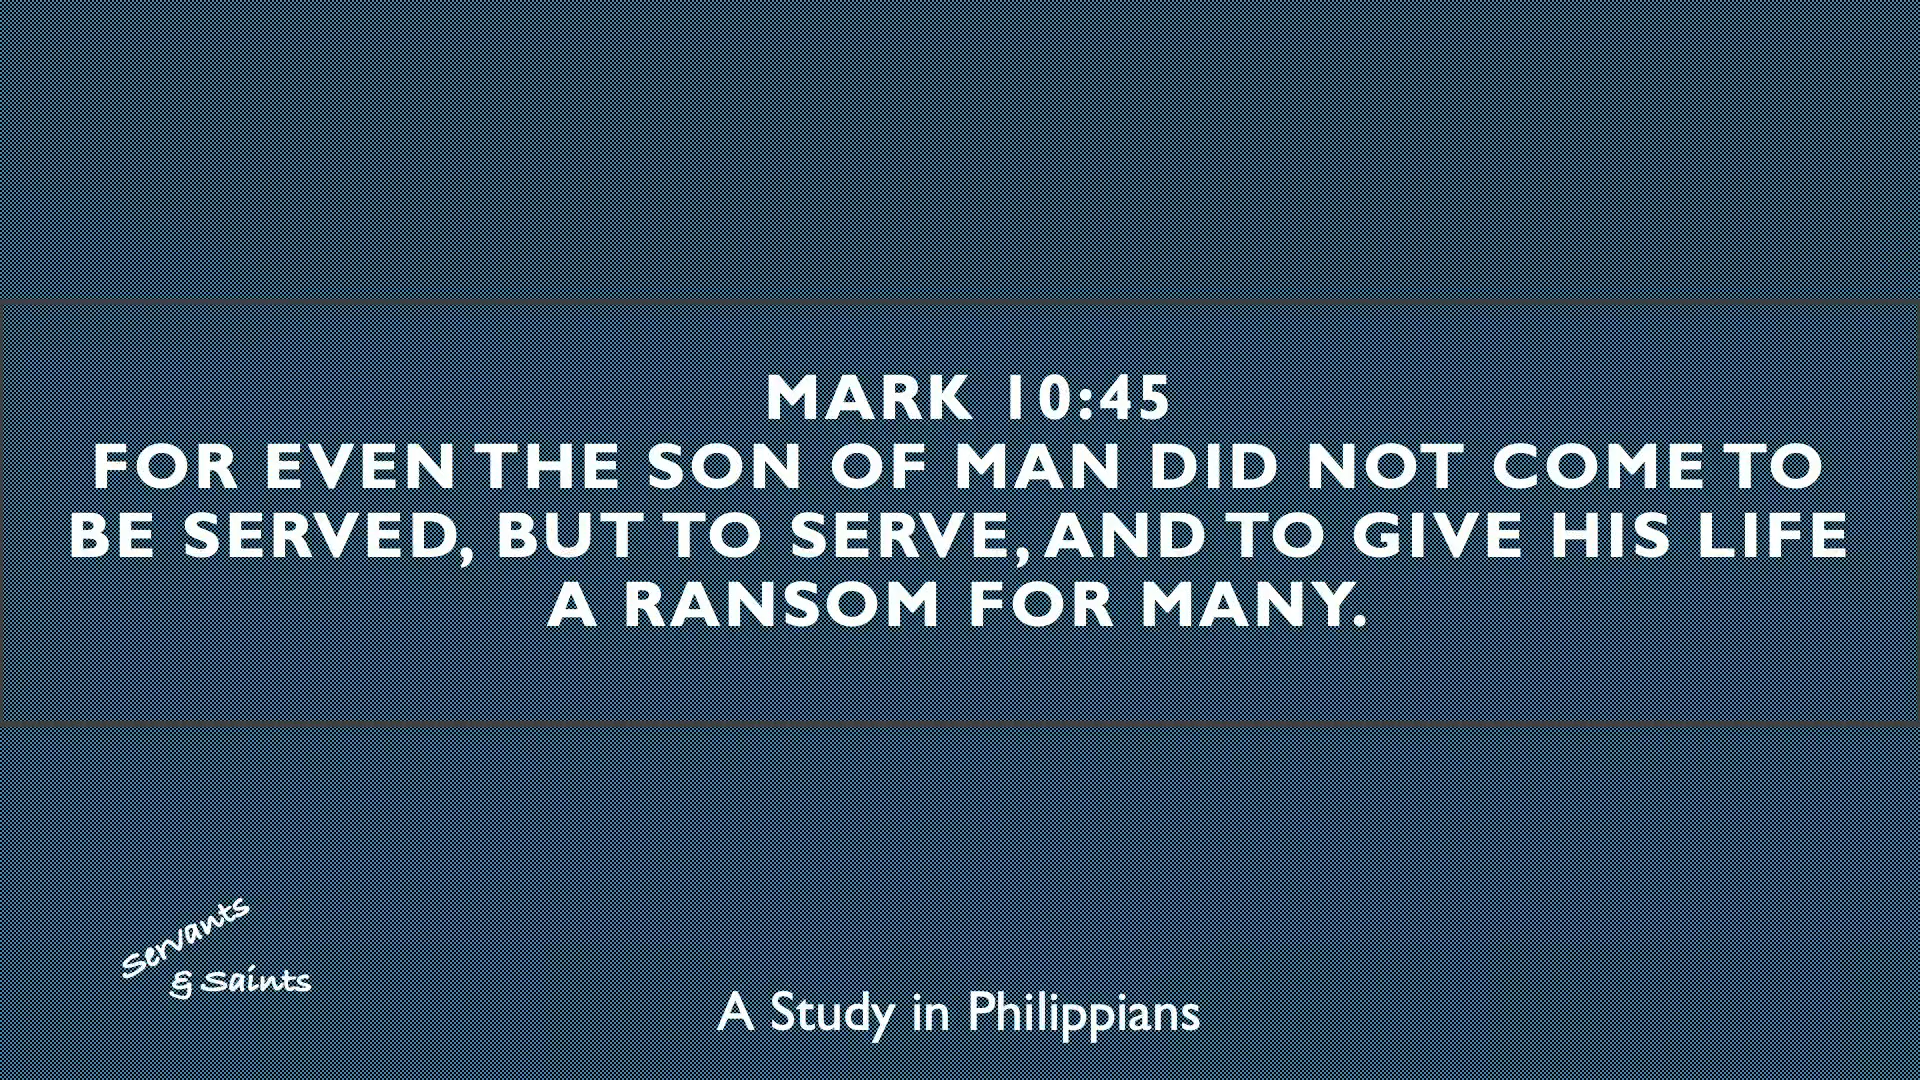 MARK 10:45
FOR EVEN THE SON OF MAN DID NOT COME TO
BE SERVED, BUT TO SERVE, AND TO GIVE HIS LIFE
A RANSOM FOR MANY.
Servants
& Saints
A Study in Philippians